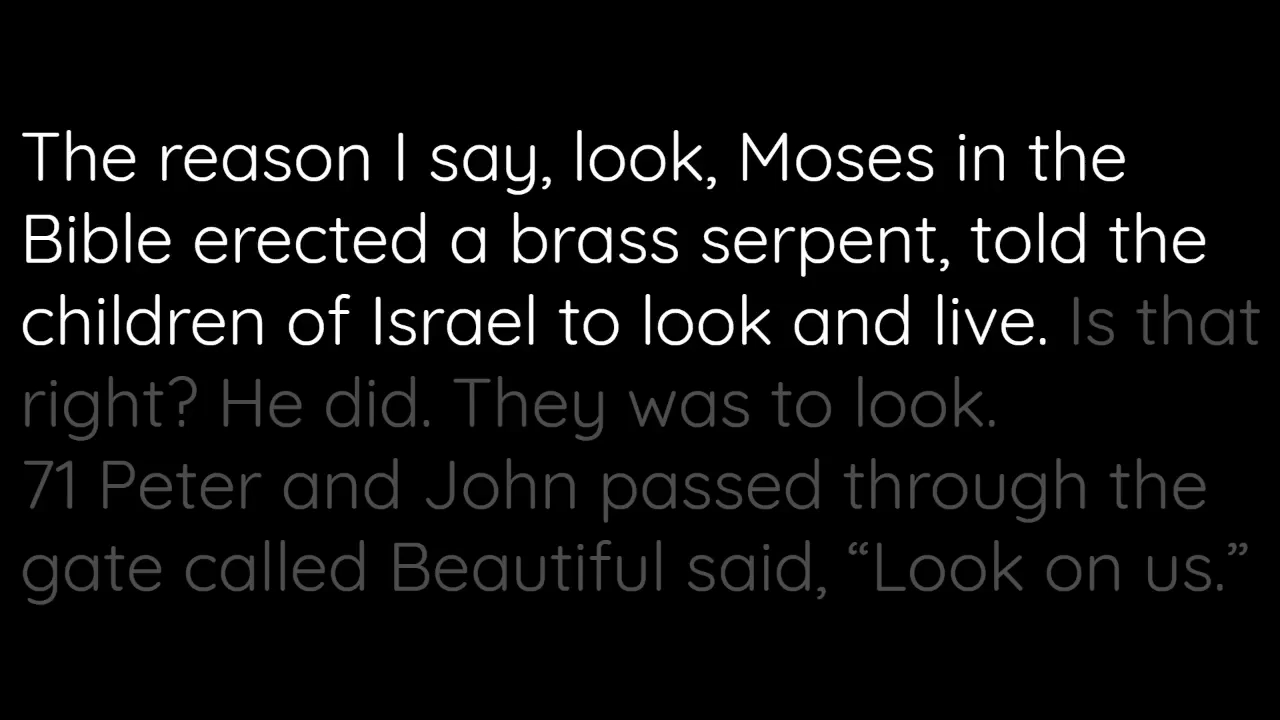 The reason I say, look, Moses in the
Bible erected a brass serpent, told the
children of Israel to look and live. Is that
right? He did. They was to look.
71 Peter and John passed through the
gate called Beautiful said, “Look on us.”